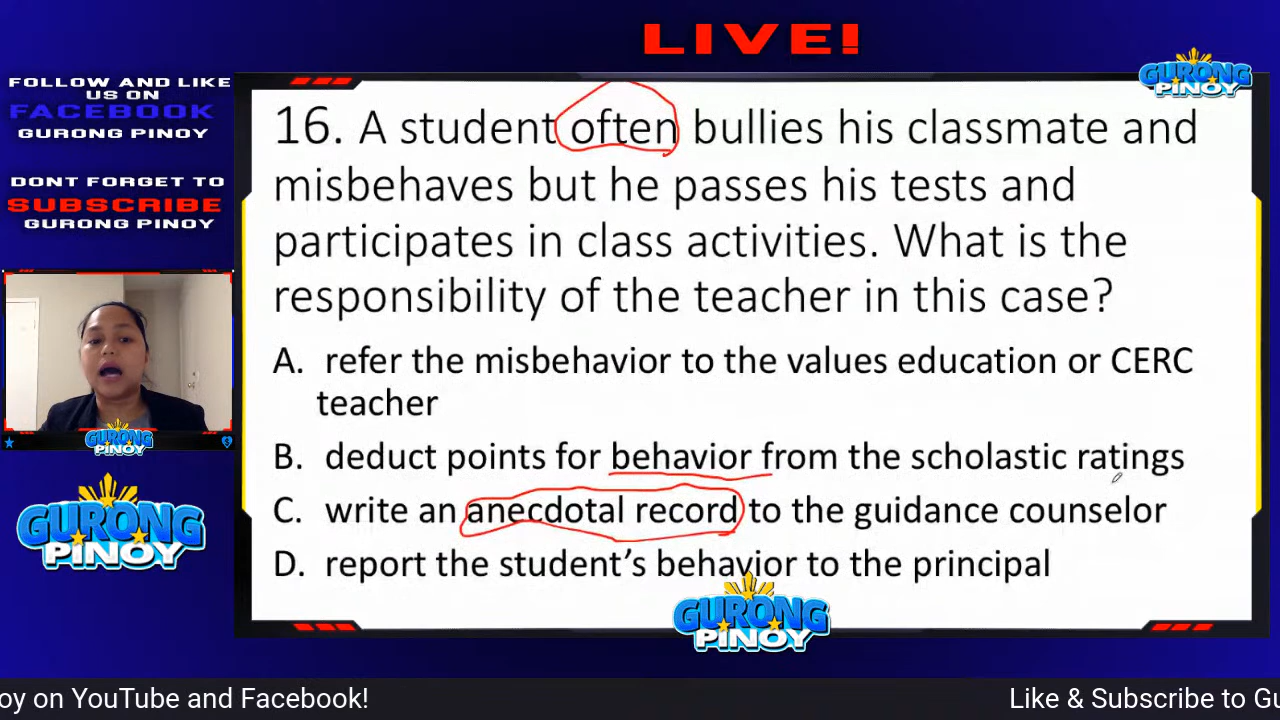 LIVE!
FOLLOW AND LIKE
US ON
FACEBOOK
GURONG PINOY
DONT FORGET TO
SUBSCRIBE
GURONG PINOY
GURONG
PINOY
16. A student often bullies his classmate and
misbehaves but he passes his tests and
participates in class activities. What is the
responsibility of the teacher in this case?
A. refer the misbehavior to the values education or CERC
teacher
B. deduct points for behavior from the scholastic ratings
C. write an anecdotal record to the guidance counselor
D. report the student's behavior to the principal
GURONG
PINOY
GURONG
PINOY
GURONG
PINOY
oy on YouTube and Facebook!
Like & Subscribe to Gu